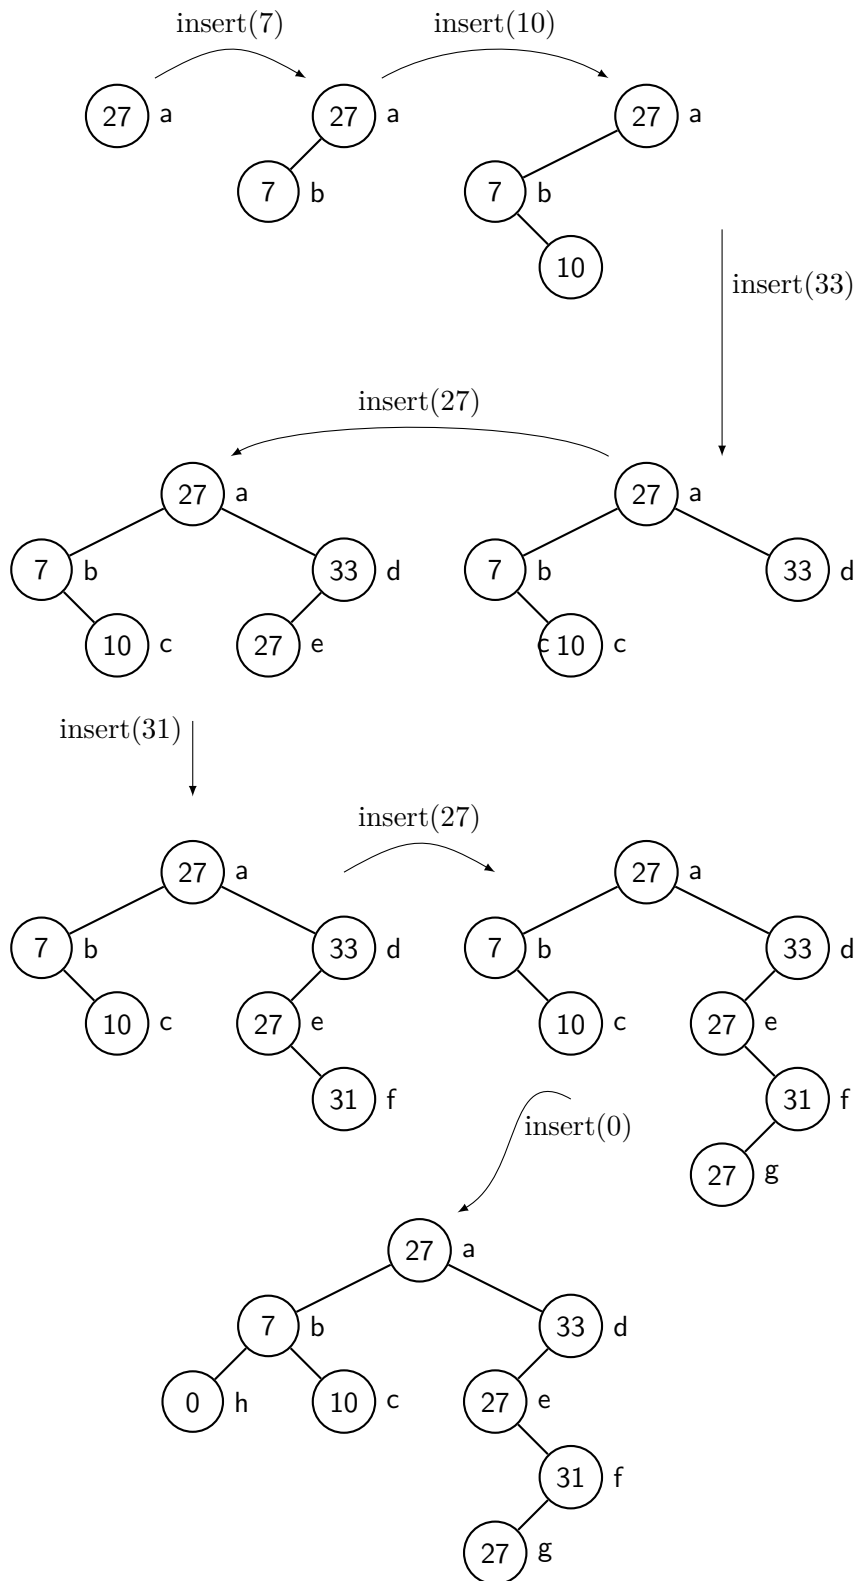 insert(7) insert(10)
27 a 27 a 27 a
7 b 7 b
10
insert(33)
insert(27)
27 a 27 a
7 b 33 d 7 b 33 d
10 c 27 e c 10 c
insert(31)
insert(27)
27 a 27 a
7 b 33 d 7 b 33 d
10 c 27 e 10 c 27 e
31 f 31 f
insert(0)
27 g
27 a
7 b 33 d
0 h 10 c 27 e
31 f
27 g